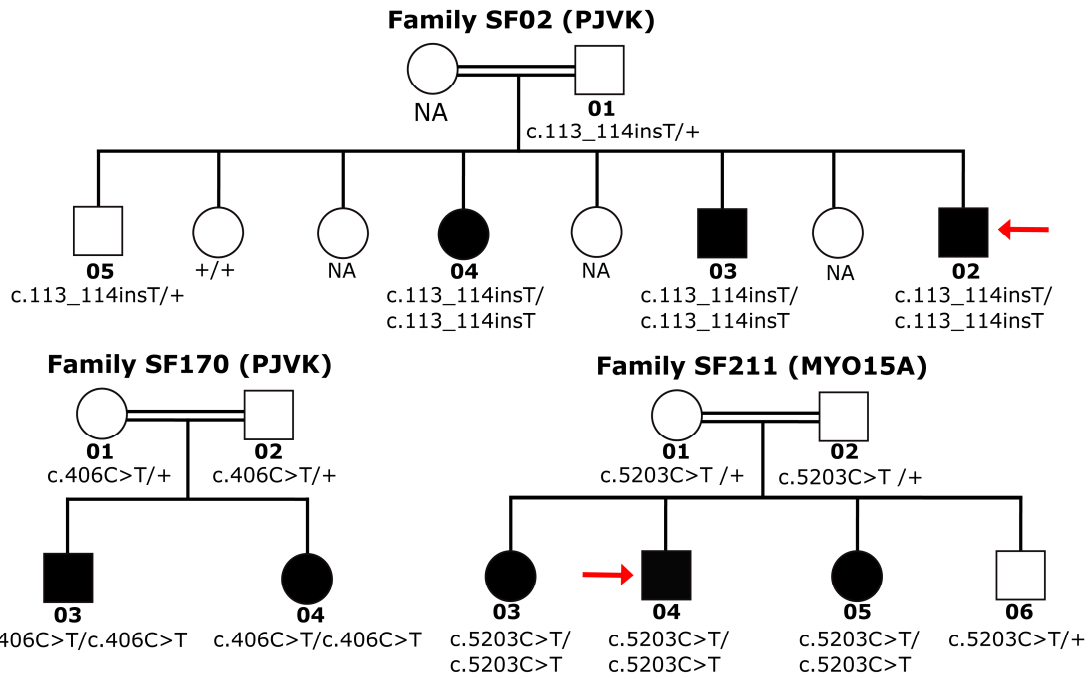 Family SF02 (PJVK)
NA
01
c.113_114insT/+
05
c.113_114insT/+
+/+
NA
04
c.113_114insT/
c.113_114insT
NA
03
c.113_114insT/
c.113_114insT
NA
02
c.113_114insT/
c.113_114insT
Family SF170 (PJVK)
01
c.406C>T/+
02
c.406C>T/+
03
406C>T/c.406C>T
04
c.406C>T/c.406C>T
Family SF211 (MYO15A)
01
c.5203C>T /+
02
c.5203C>T /+
03
c.5203C>T/
c.5203C>T
04
c.5203C>T/
c.5203C>T
05
c.5203C>T/
c.5203C>T
06
c.5203C>T/+